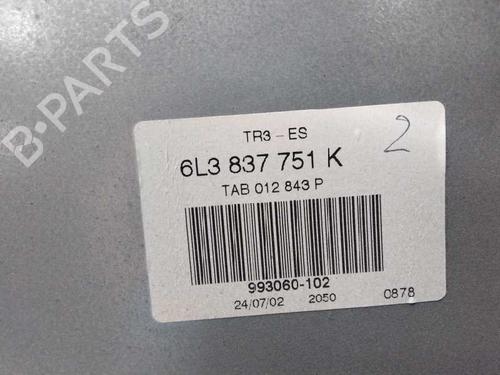 B-PARTS
TR3-ES
2
6L3 837 751 K
TAB 012 843 P
993060-102
24/07/02 2050 0878